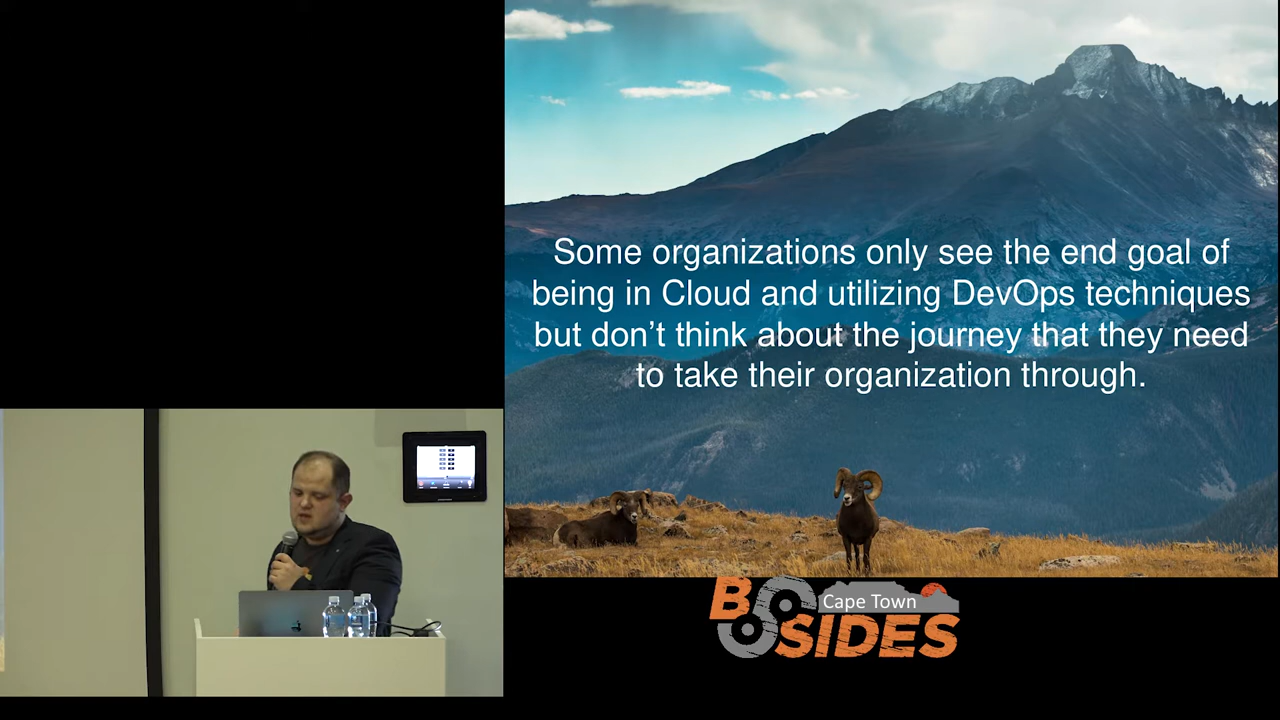 Some organizations only see the end goal of
being in Cloud and utilizing DevOps techniques
but don’t think about the journey that they need
to take their organization through.
Cape Town
BSIDES